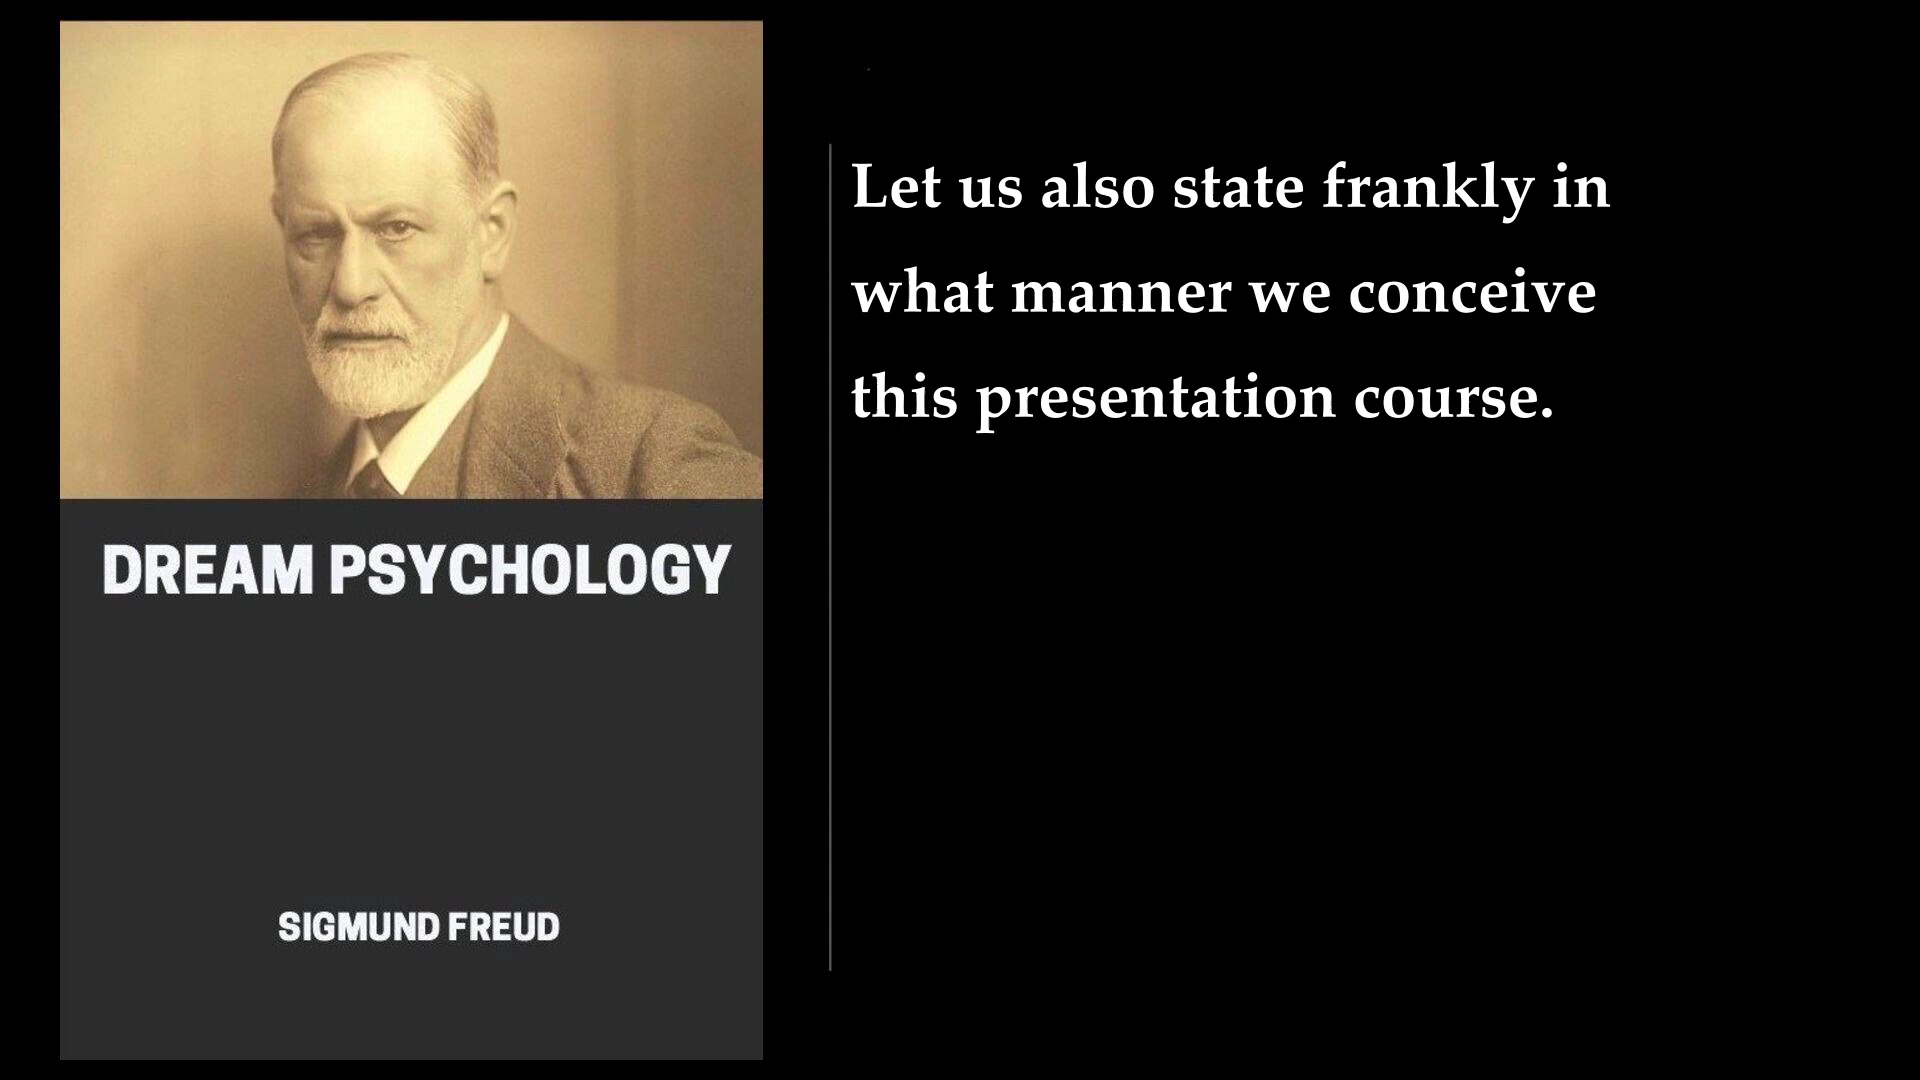 DREAM PSYCHOLOGY
SIGMUND FREUD
Let us also state frankly in
what manner we conceive
this presentation course.